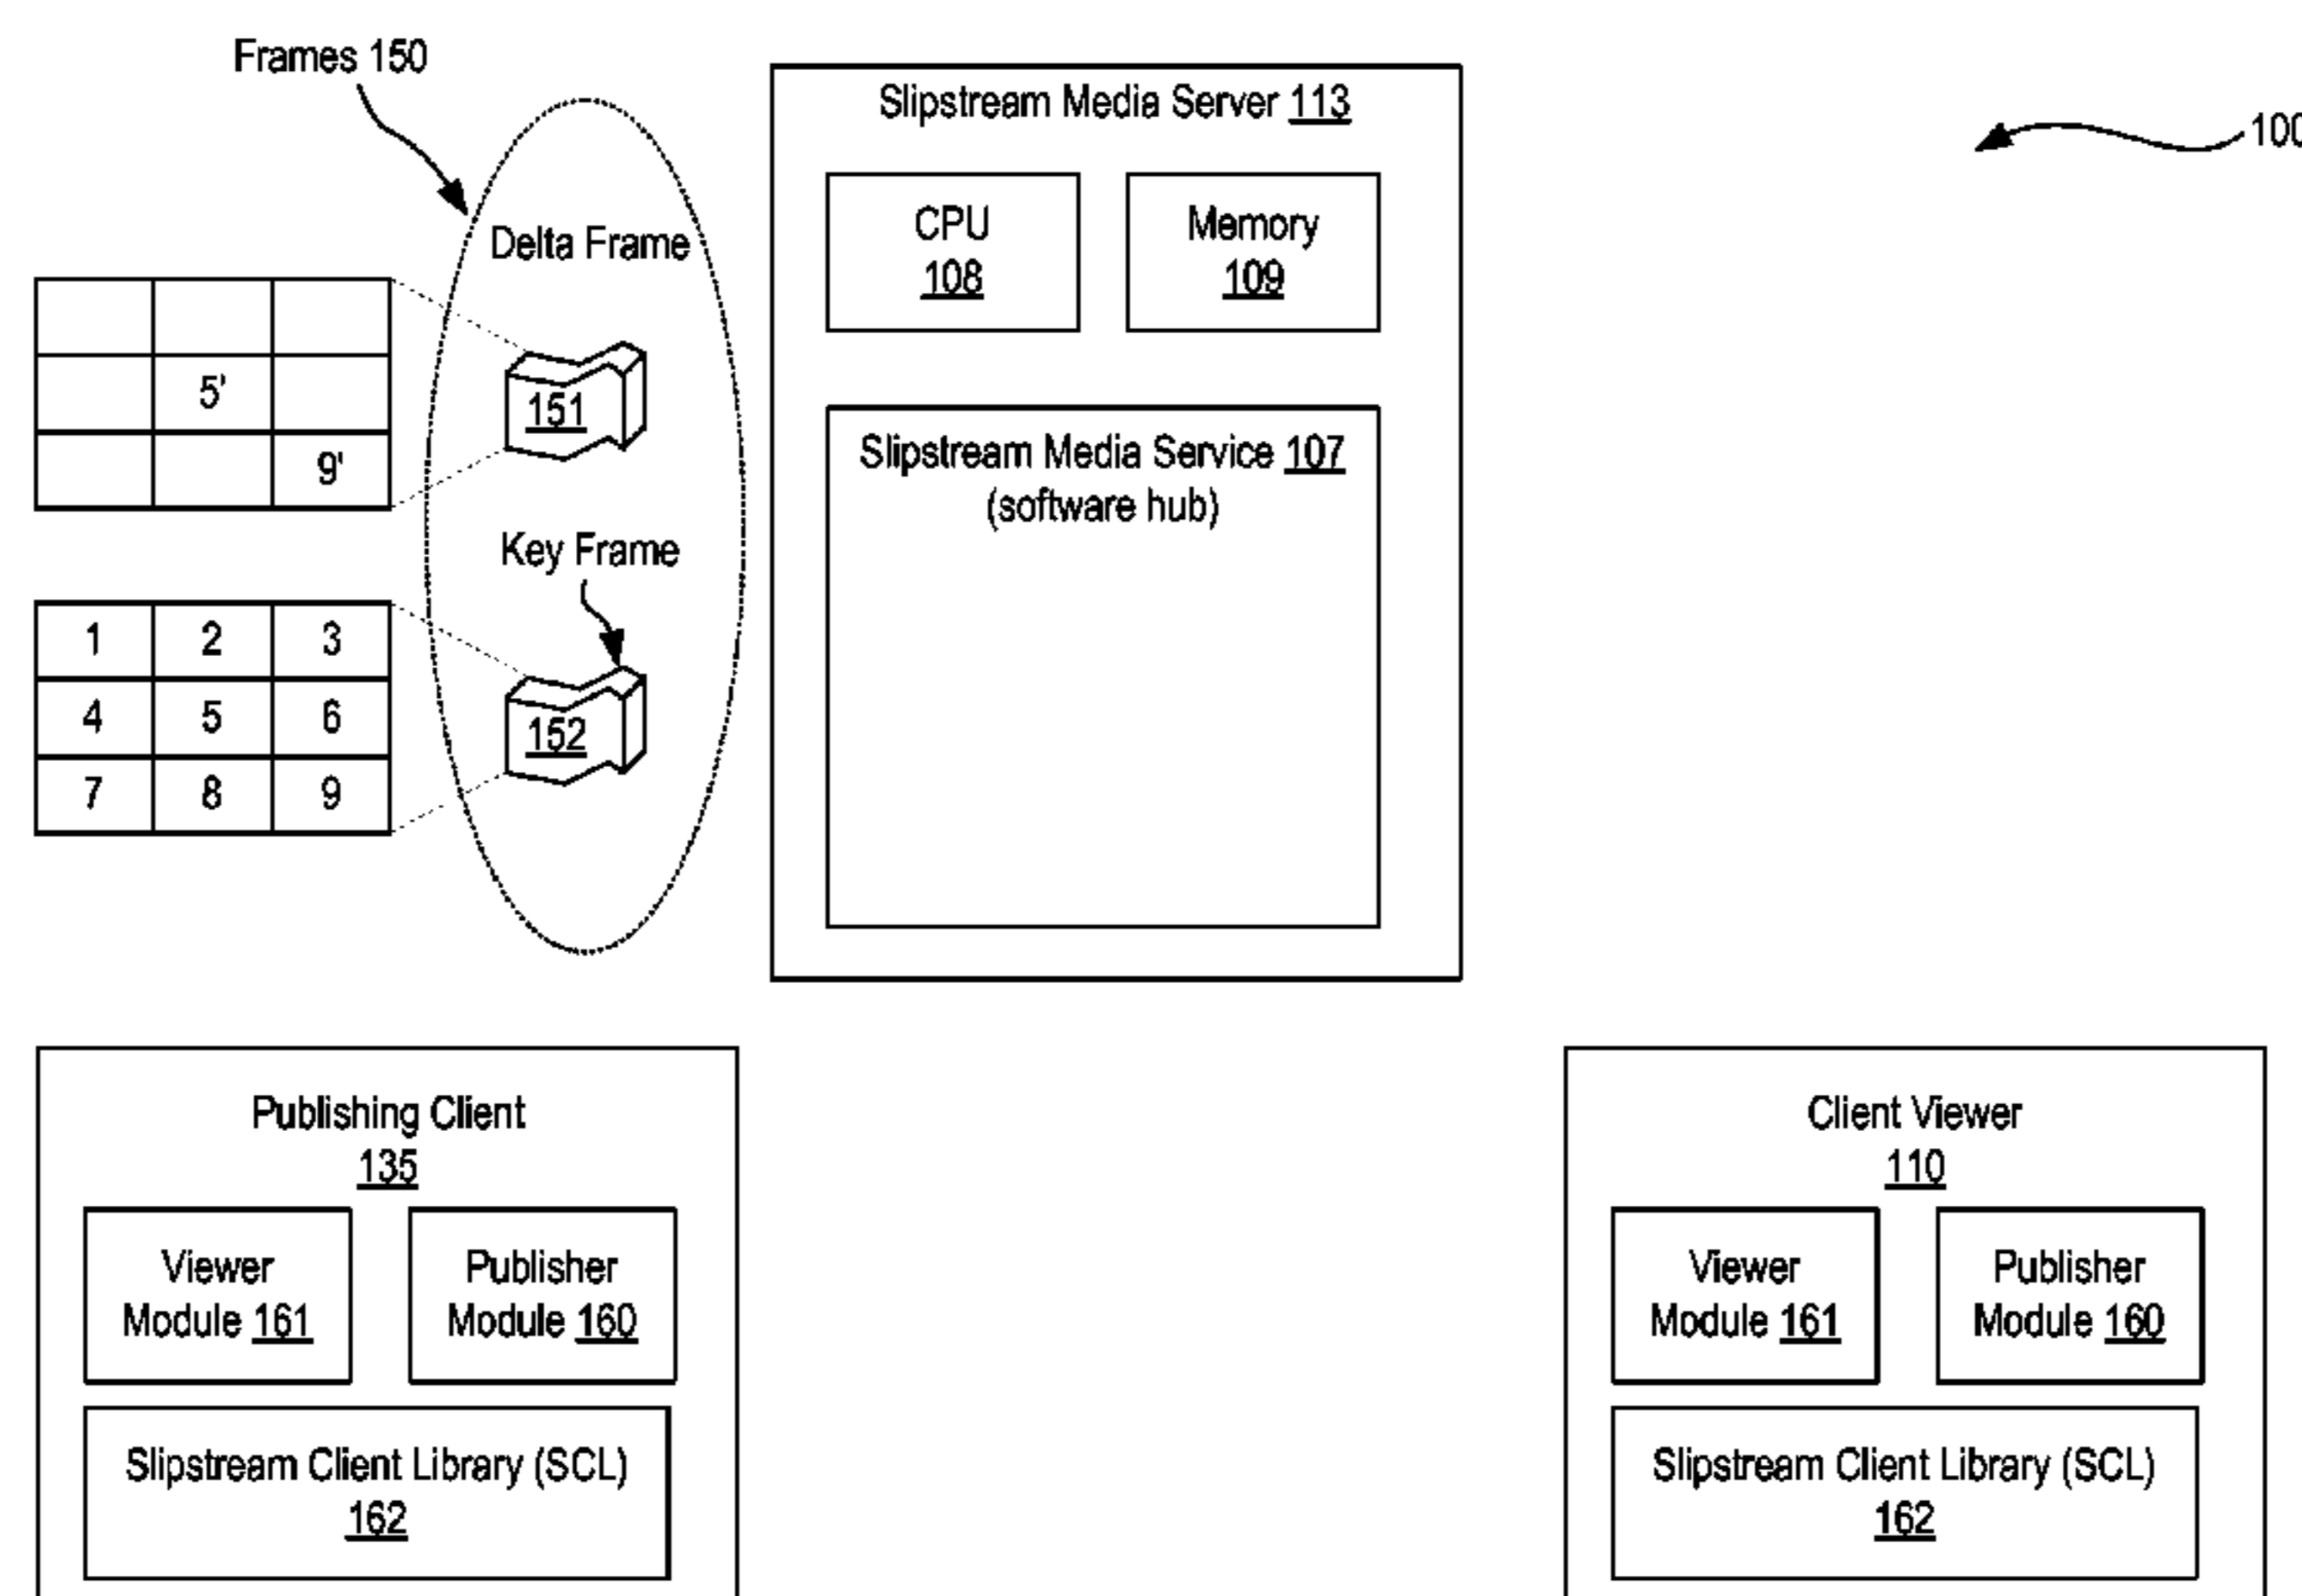 Frames 150
Delta Frame
151
5'
9'
Key Frame
152
1 2 3
4 5 6
7 8 9
Slipstream Media Server 113
CPU
108
Memory
109
Slipstream Media Service 107
(software hub)
100
Publishing Client
135
Viewer
Module 161
Publisher
Module 160
Slipstream Client Library (SCL)
162
Client Viewer
110
Viewer
Module 161
Publisher
Module 160
Slipstream Client Library (SCL)
162